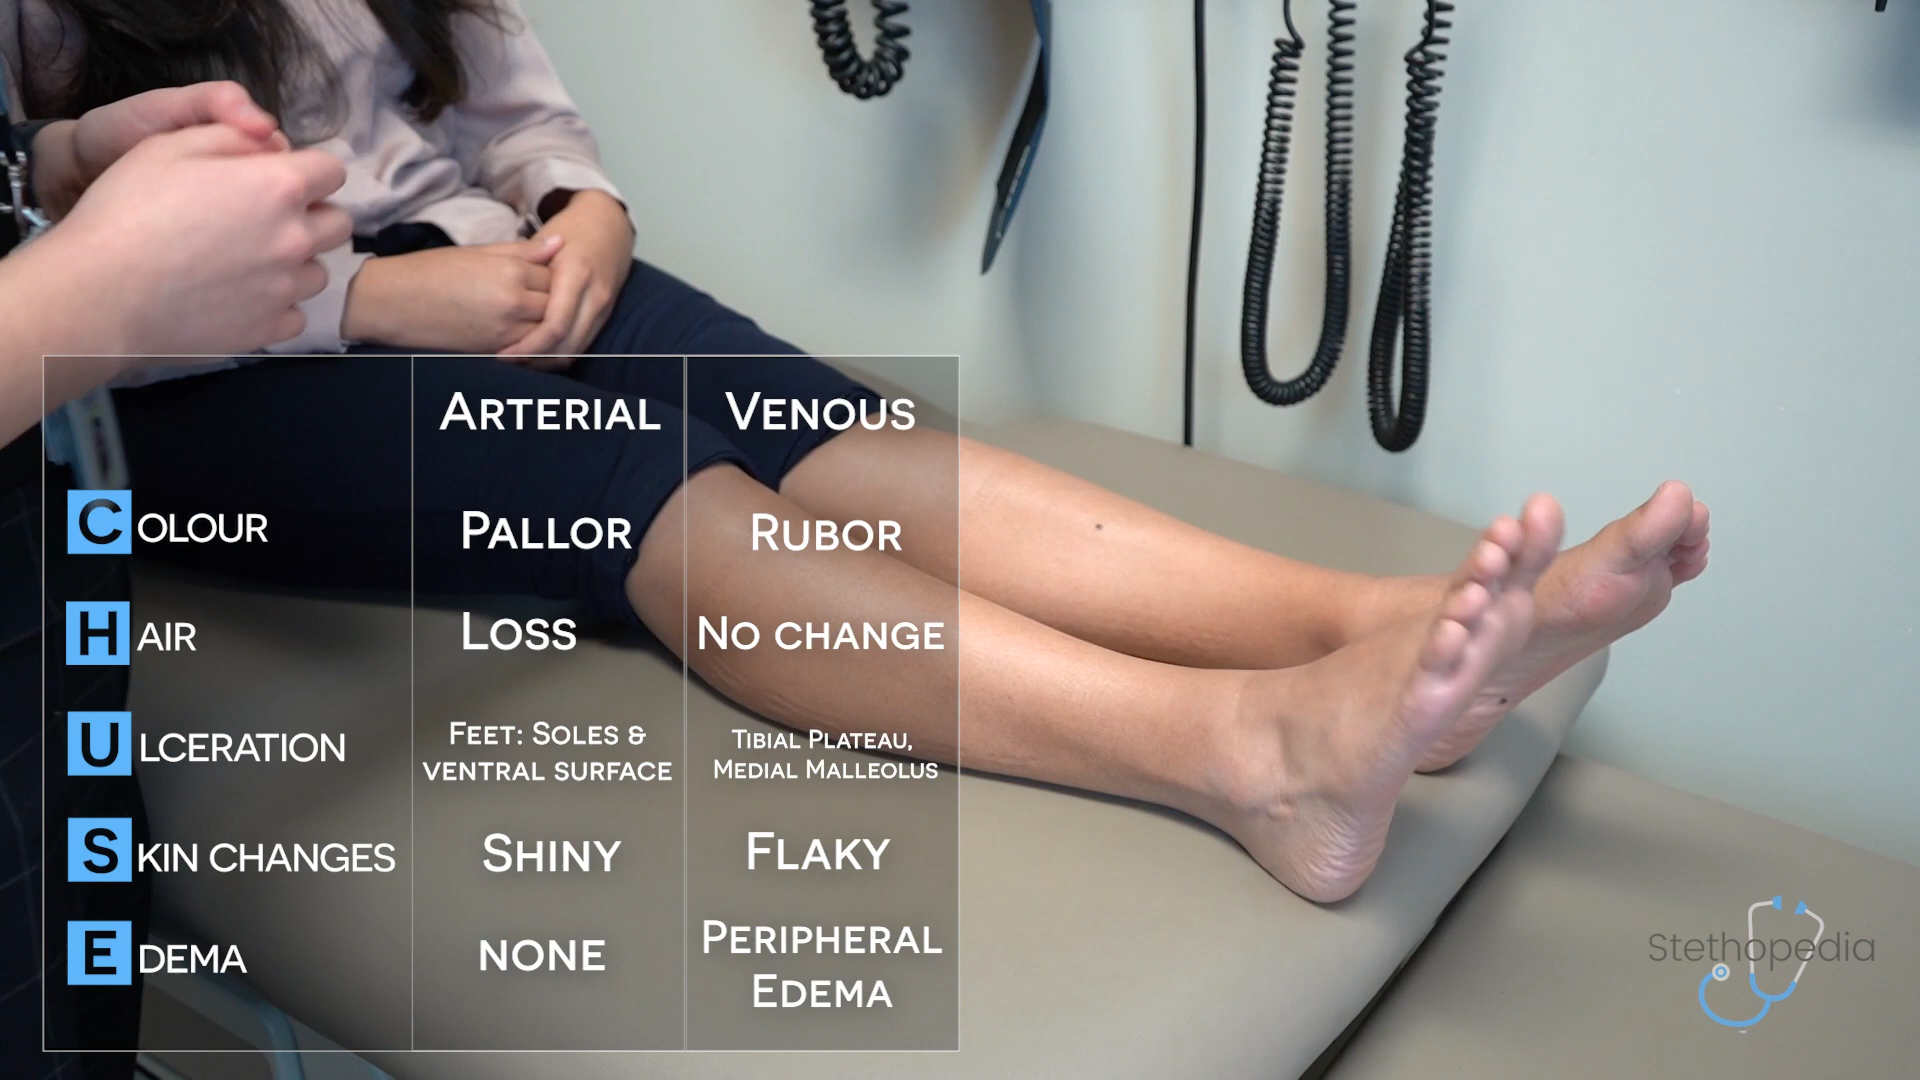 Arterial Venous
Colour Pallor Rubor
Hair Loss No change
Ulceration Feet: Soles & ventral surface Tibial Plateau, Medial Malleolus
Skin changes Shiny Flaky
Edema none Peripheral Edema
Stethopedia